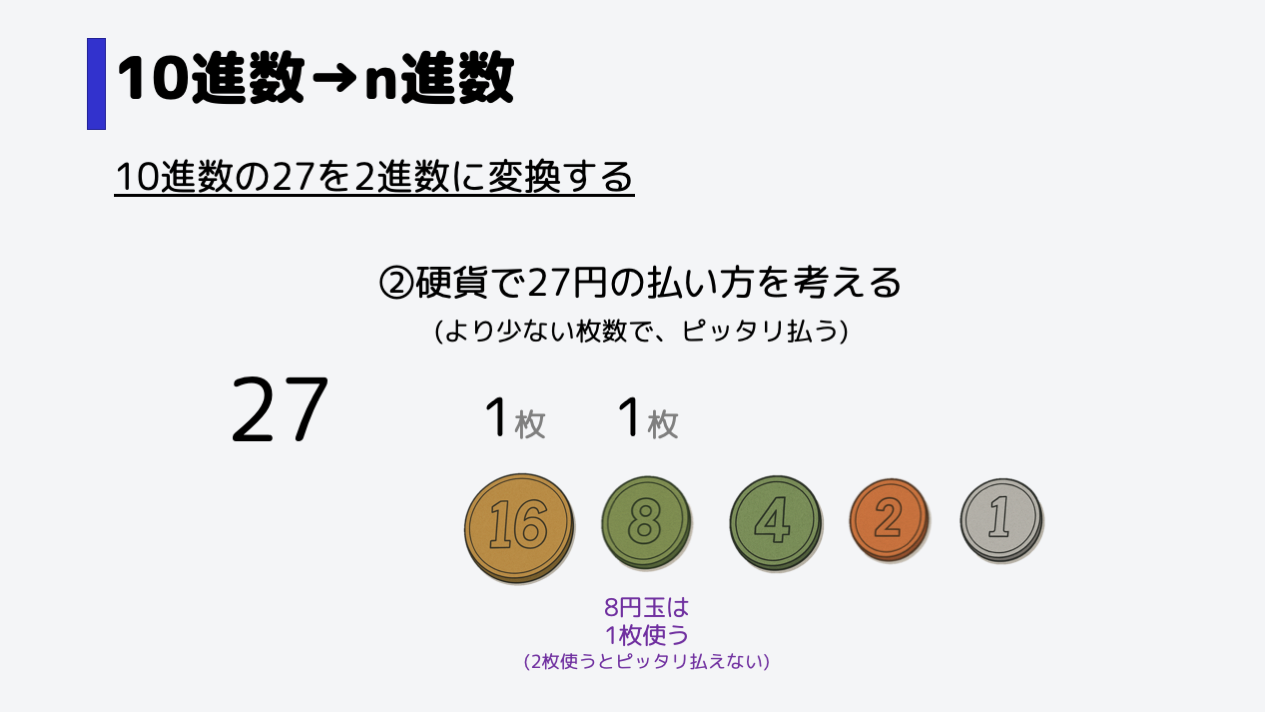 10進数→n進数
10進数の27を2進数に変換する
②硬貨で27円の払い方を考える
(より少ない枚数で、ピッタリ払う)
27
1枚 1枚
16 8 4 2 1
8円玉は
1枚使う
(2枚使うとピッタリ払えない)